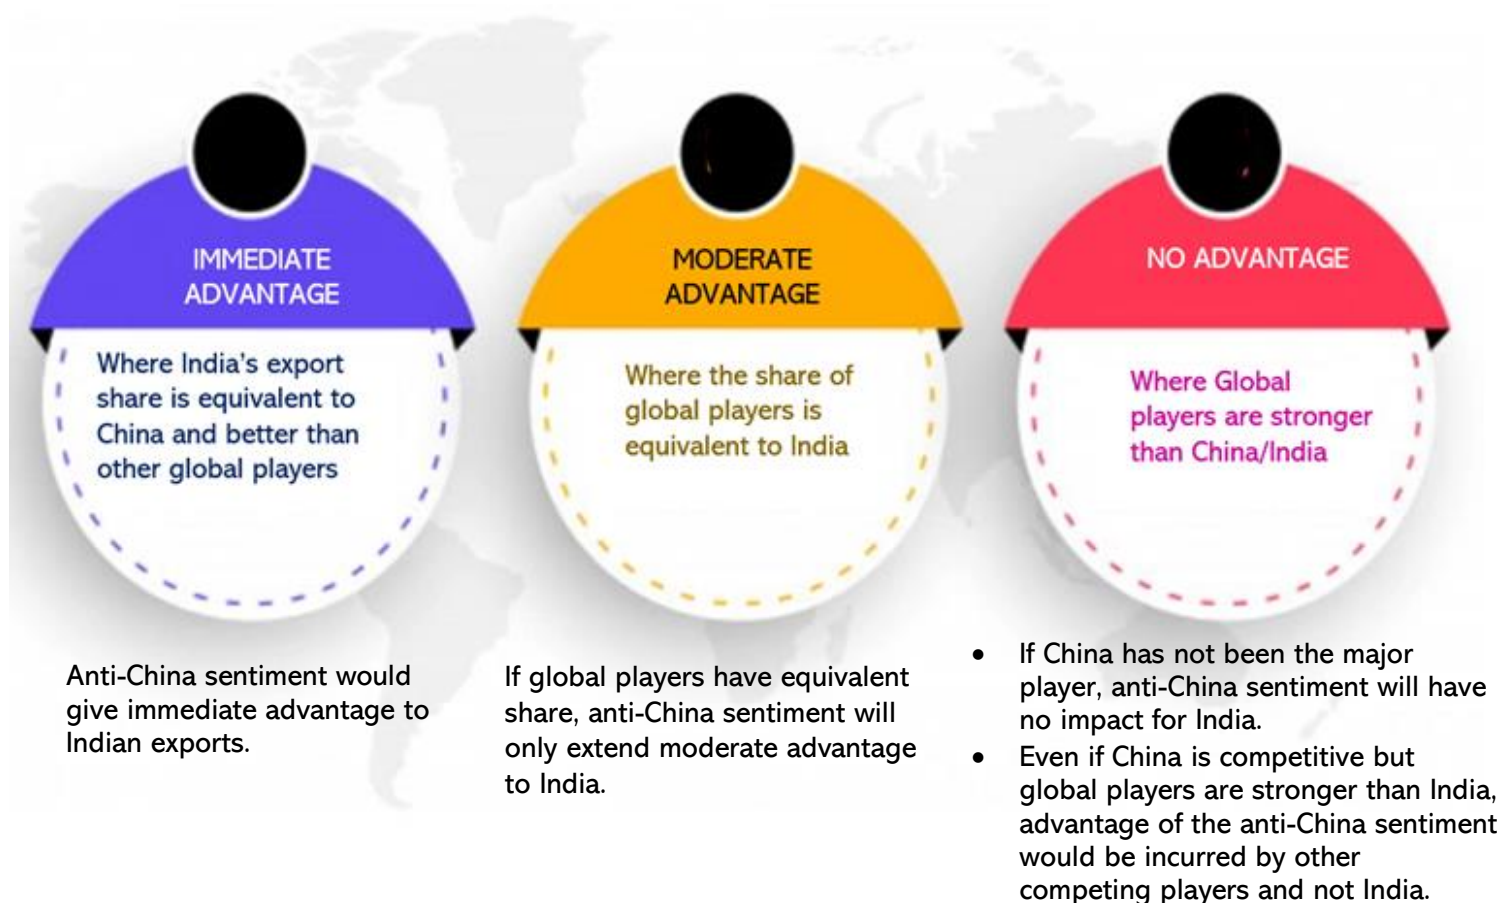 IMMEDIATE
ADVANTAGE
Where India's export
share is equivalent to
China and better than
other global players
Anti-China sentiment would
give immediate advantage to
Indian exports.
MODERATE
ADVANTAGE
Where the share of
global players is
equivalent to India
If global players have equivalent
share, anti-China sentiment will
only extend moderate advantage
to India.
NO ADVANTAGE
Where Global
players are stronger
than China/India
• If China has not been the major
player, anti-China sentiment will have
no impact for India.
• Even if China is competitive but
global players are stronger than India,
advantage of the anti-China sentiment
would be incurred by other
competing players and not India.